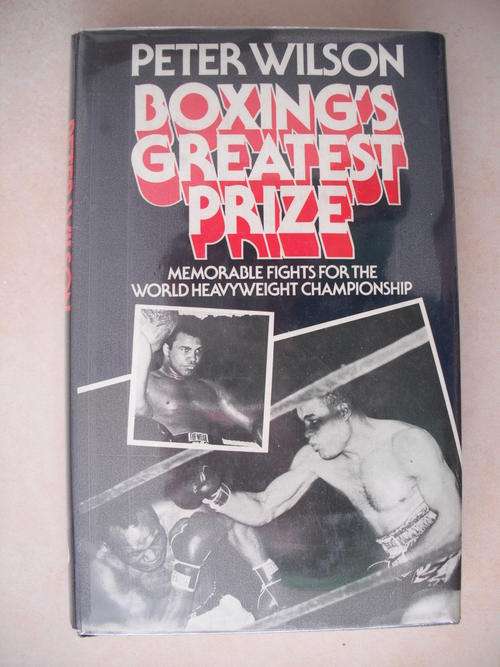 PETER WILSON
BOXING'S
GREATEST
PRIZE
MEMORABLE FIGHTS FOR THE
WORLD HEAVYWEIGHT CHAMPIONSHIP